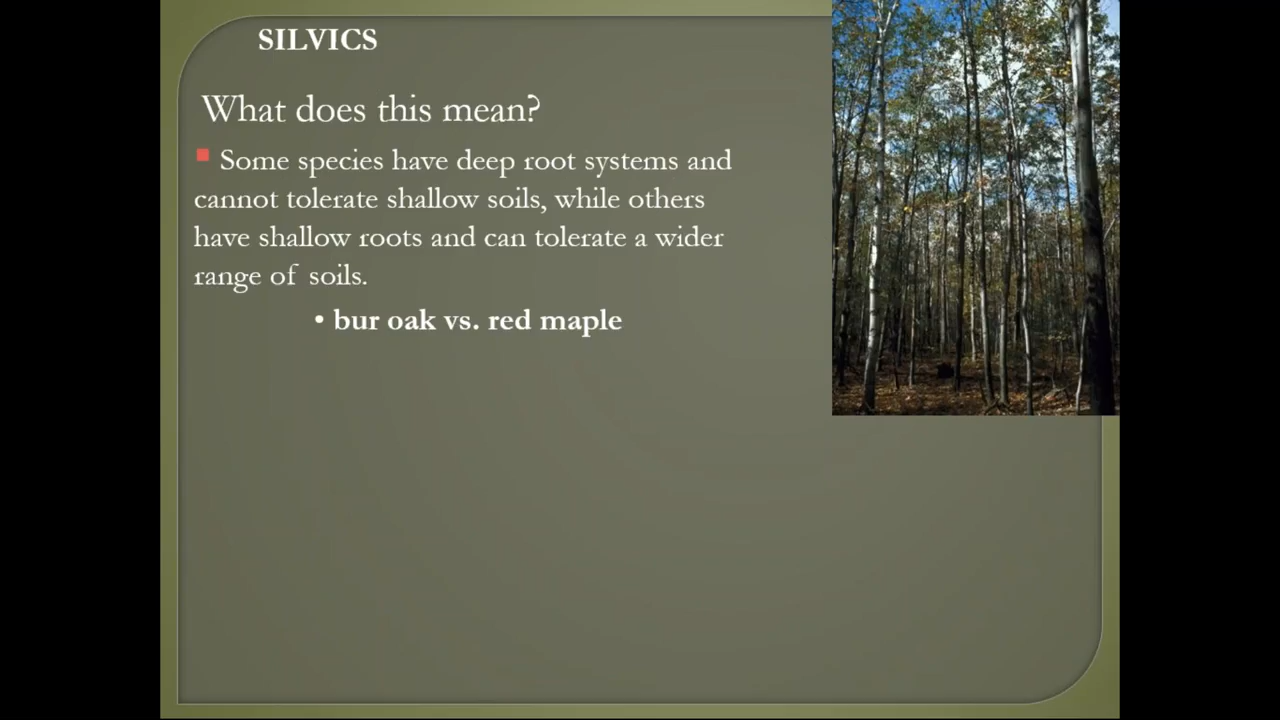 SILVICS
What does this mean?
Some species have deep root systems and
cannot tolerate shallow soils, while others
have shallow roots and can tolerate a wider
range of soils.
• bur oak vs. red maple